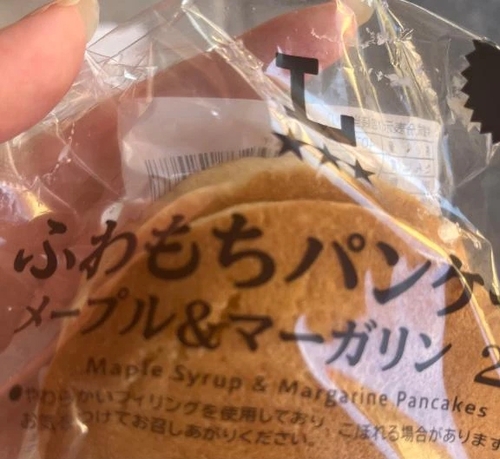 L
ふわもちパンケ
メープル&マーガリン 2
Maple Syrup & Margarine Pancakes
●やわらかいフィリングを使用しており、こぼれる場合があります
お気をつけてお召しあがりください。